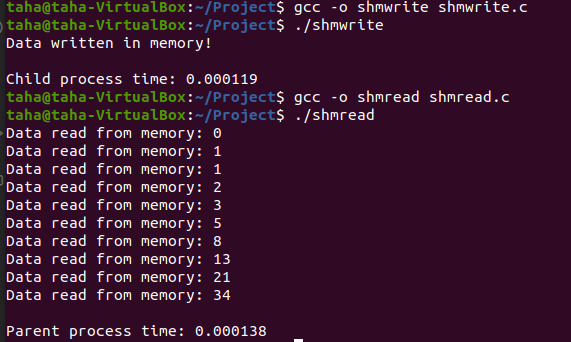 taha@taha-VirtualBox:~/Project$ gcc -o shmwrite shmwrite.c
taha@taha-VirtualBox:~/Project$ ./shmwrite
Data written in memory!
Child process time: 0.000119
taha@taha-VirtualBox:~/Project$ gcc -o shmread shmread.c
taha@taha-VirtualBox:~/Project$ ./shmread
Data read from memory: 0
Data read from memory: 1
Data read from memory: 1
Data read from memory: 2
Data read from memory: 3
Data read from memory: 5
Data read from memory: 8
Data read from memory: 13
Data read from memory: 21
Data read from memory: 34
Parent process time: 0.000138